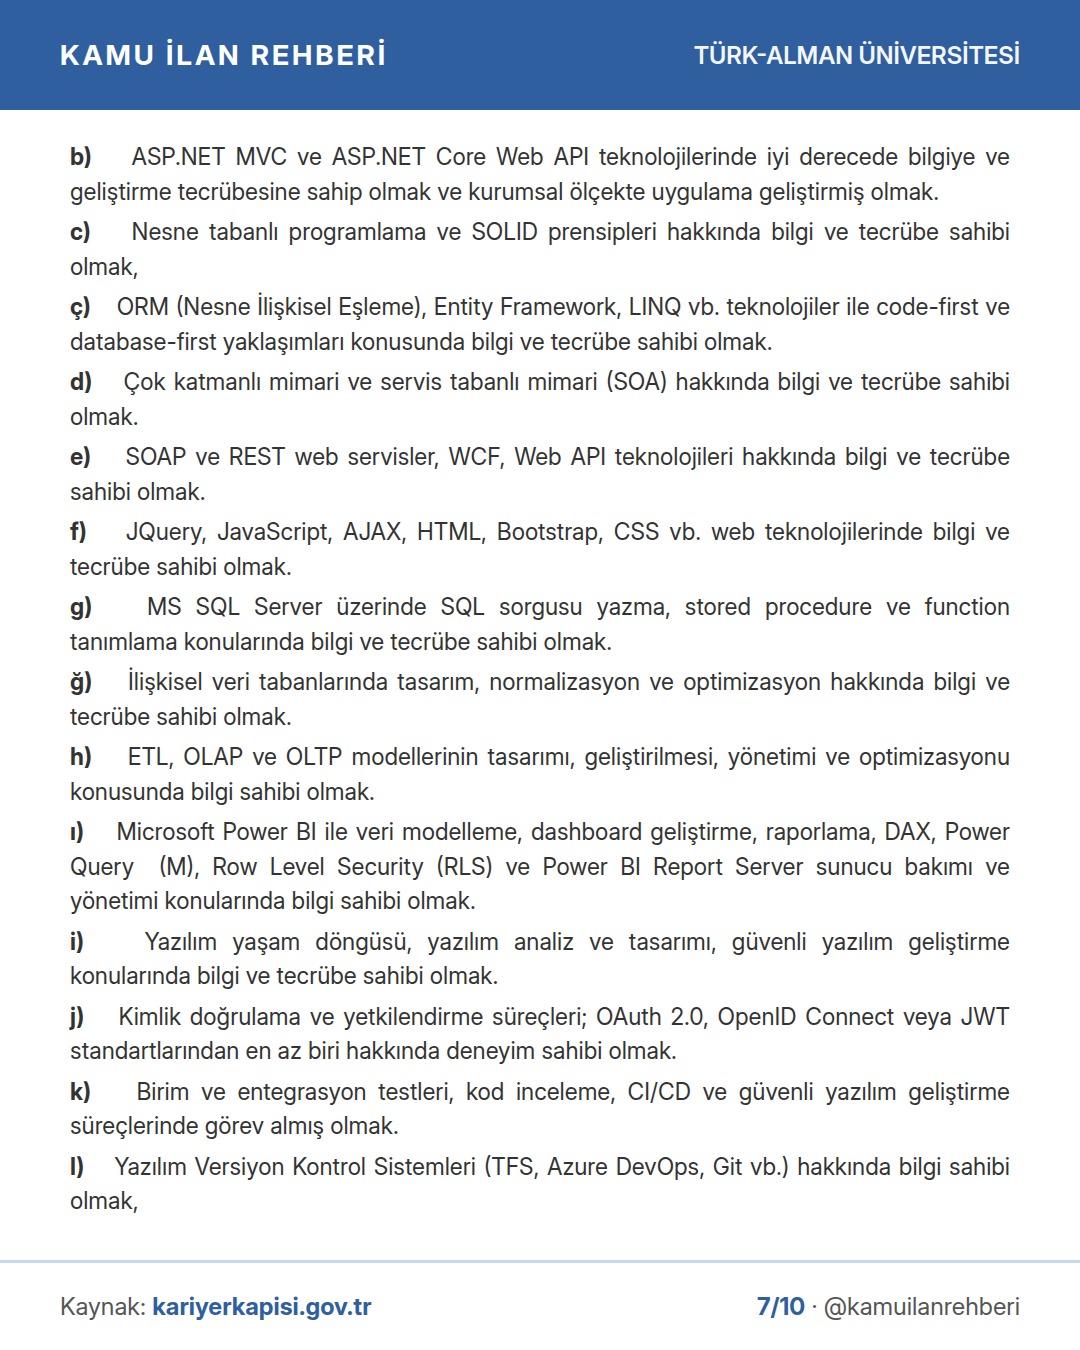 KAMU İLAN REHBERİ
TÜRK-ALMAN ÜNİVERSİTESİ
b) ASP.NET MVC ve ASP.NET Core Web API teknolojilerinde iyi derecede bilgiye ve
geliştirme tecrübesine sahip olmak ve kurumsal ölçekte uygulama geliştirmiş olmak.
c) Nesne tabanlı programlama ve SOLID prensipleri hakkında bilgi ve tecrübe sahibi
olmak,
ç) ORM (Nesne İlişkisel Eşleme), Entity Framework, LINQ vb. teknolojiler ile code-first ve
database-first yaklaşımları konusunda bilgi ve tecrübe sahibi olmak.
d) Çok katmanlı mimari ve servis tabanlı mimari (SOA) hakkında bilgi ve tecrübe sahibi
olmak.
e) SOAP ve REST web servisler, WCF, Web API teknolojileri hakkında bilgi ve tecrübe
sahibi olmak.
f) JQuery, JavaScript, AJAX, HTML, Bootstrap, CSS vb. web teknolojilerinde bilgi ve
tecrübe sahibi olmak.
g) MS SQL Server üzerinde SQL sorgusu yazma, stored procedure ve function
tanımlama konularında bilgi ve tecrübe sahibi olmak.
ğ) İlişkisel veri tabanlarında tasarım, normalizasyon ve optimizasyon hakkında bilgi ve
tecrübe sahibi olmak.
h) ETL, OLAP ve OLTP modellerinin tasarımı, geliştirilmesi, yönetimi ve optimizasyonu
konusunda bilgi sahibi olmak.
ı) Microsoft Power BI ile veri modelleme, dashboard geliştirme, raporlama, DAX, Power
Query (M), Row Level Security (RLS) ve Power BI Report Server sunucu bakımı ve
yönetimi konularında bilgi sahibi olmak.
i) Yazılım yaşam döngüsü, yazılım analiz ve tasarımı, güvenli yazılım geliştirme
konularında bilgi ve tecrübe sahibi olmak.
j) Kimlik doğrulama ve yetkilendirme süreçleri; OAuth 2.0, OpenID Connect veya JWT
standartlarından en az biri hakkında deneyim sahibi olmak.
k) Birim ve entegrasyon testleri, kod inceleme, CI/CD ve güvenli yazılım geliştirme
süreçlerinde görev almış olmak.
l) Yazılım Versiyon Kontrol Sistemleri (TFS, Azure DevOps, Git vb.) hakkında bilgi sahibi
olmak,
Kaynak: kariyerkapisi.gov.tr
7/10 · @kamuilanrehberi